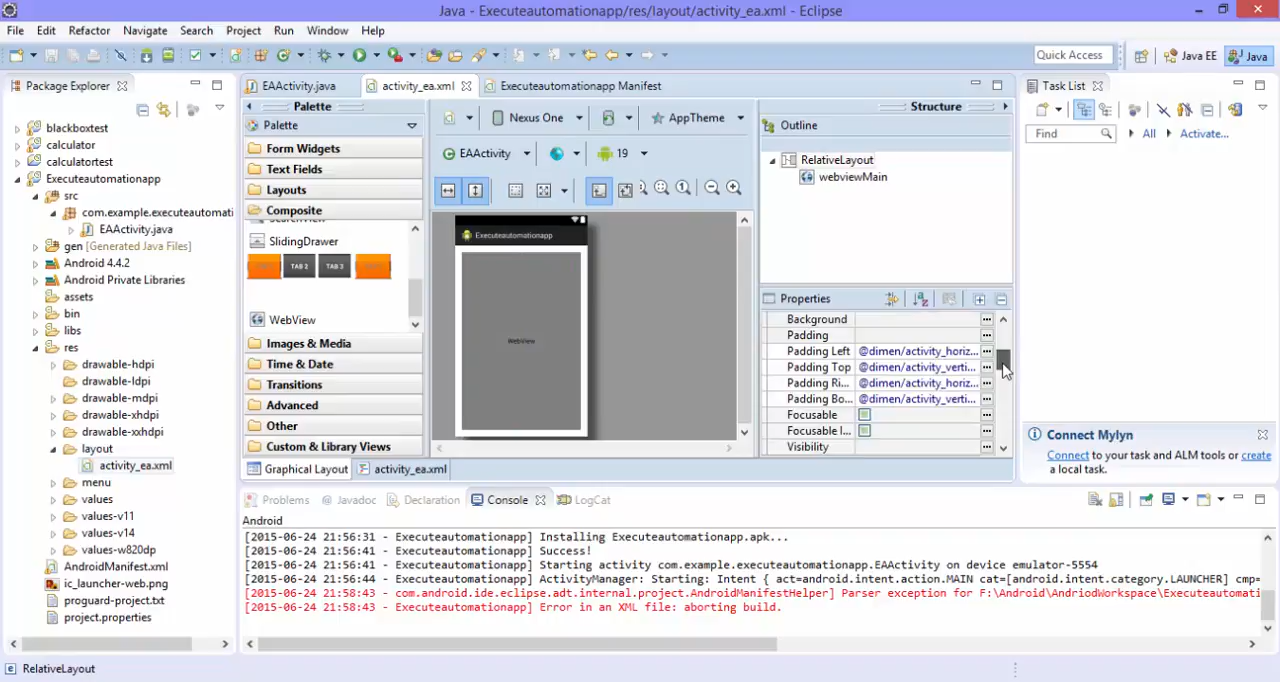 Java - Executeautomationapp/res/layout/activity_ea.xml - Eclipse
File Edit Refactor Navigate Search Project Run Window Help
Quick Access
Java EE
Java
Package Explorer
blackboxtest
calculator
calculatortest
Executeautomationapp
src
com.example.executeautomati
EAActivity.java
gen [Generated Java Files]
Android 4.4.2
Android Private Libraries
assets
bin
libs
res
drawable-hdpi
drawable-ldpi
drawable-mdpi
drawable-xhdpi
drawable-xxhdpi
layout
activity_ea.xml
menu
values
values-v11
values-v14
values-w820dp
AndroidManifest.xml
ic_launcher-web.png
proguard-project.txt
project.properties
EAActivity.java
activity_ea.xml
Executeautomationapp Manifest
Palette
Palette
Form Widgets
Text Fields
Layouts
Composite
SlidingDrawer
TAB 2 TAB 3
WebView
Images & Media
Time & Date
Transitions
Advanced
Other
Custom & Library Views
Nexus One
AppTheme
EAActivity
19
Executeautomationapp
WebView
Graphical Layout
activity_ea.xml
Structure
Outline
RelativeLayout
webviewMain
Properties
Background
Padding
Padding Left @dimen/activity_horiz...
Padding Top @dimen/activity_verti...
Padding Ri... @dimen/activity_horiz...
Padding Bo... @dimen/activity_verti...
Focusable
Focusable I...
Visibility
Task List
Find
All
Activate...
Connect Mylyn
Connect to your task and ALM tools or create
a local task.
Problems
Javadoc
Declaration
Console
LogCat
Android
[2015-06-24 21:56:31 - Executeautomationapp] Installing Executeautomationapp.apk...
[2015-06-24 21:56:41 - Executeautomationapp] Success!
[2015-06-24 21:56:41 - Executeautomationapp] Starting activity com.example.executeautomationapp.EAActivity on device emulator-5554
[2015-06-24 21:56:44 - Executeautomationapp] ActivityManager: Starting: Intent { act=android.intent.action.MAIN cat=[android.intent.category.LAUNCHER] cmp=
[2015-06-24 21:58:43 - com.android.ide.eclipse.adt.internal.project.AndroidManifestHelper] Parser exception for F:\Android\AndriodWorkspace\Executeautomati
[2015-06-24 21:58:43 - Executeautomationapp] Error in an XML file: aborting build.
RelativeLayout